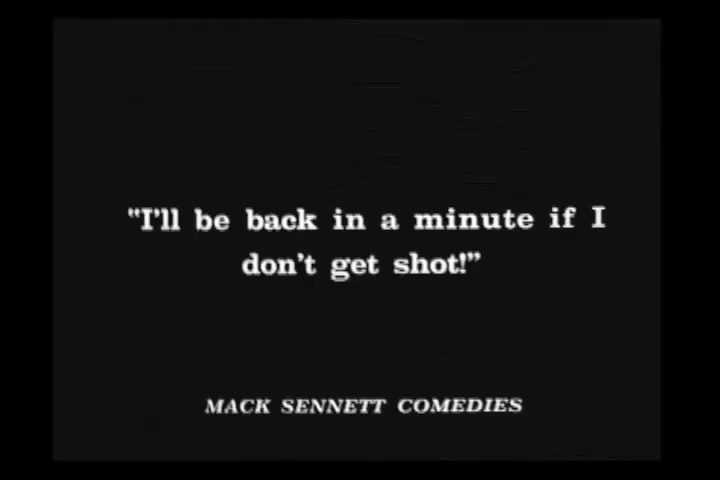 "I'll be back in a minute if I
don't get shot!"
MACK SENNETT COMEDIES